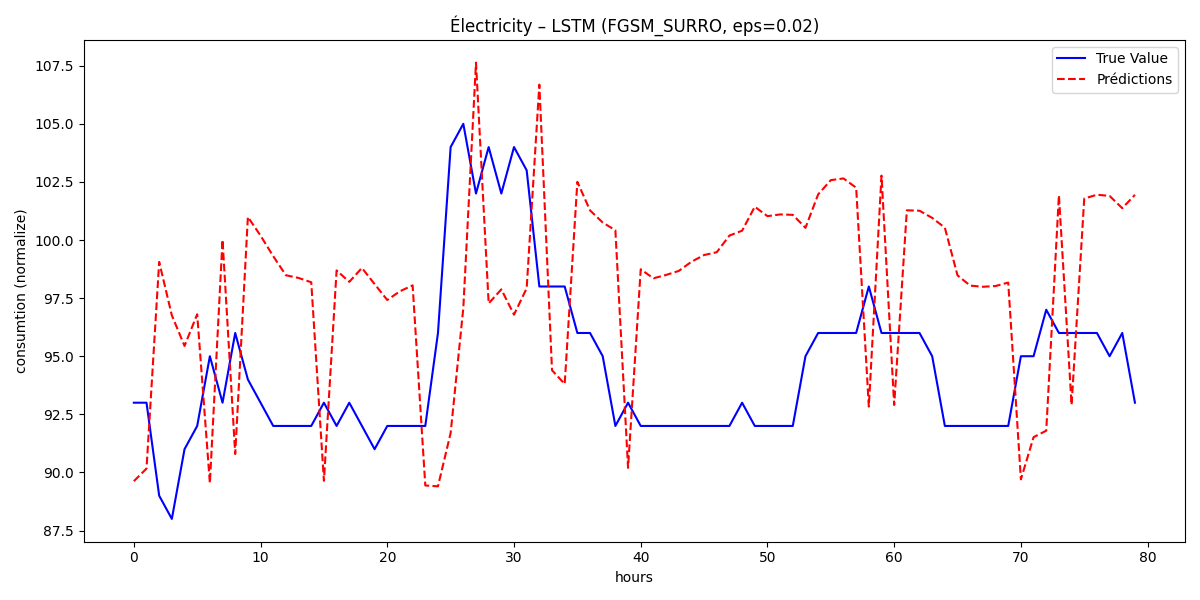 Électricity – LSTM (FGSM_SURRO, eps=0.02)
True Value
Prédictions
107.5
105.0
102.5
100.0
97.5
95.0
92.5
90.0
87.5
consumtion (normalize)
0 10 20 30 40 50 60 70 80
hours